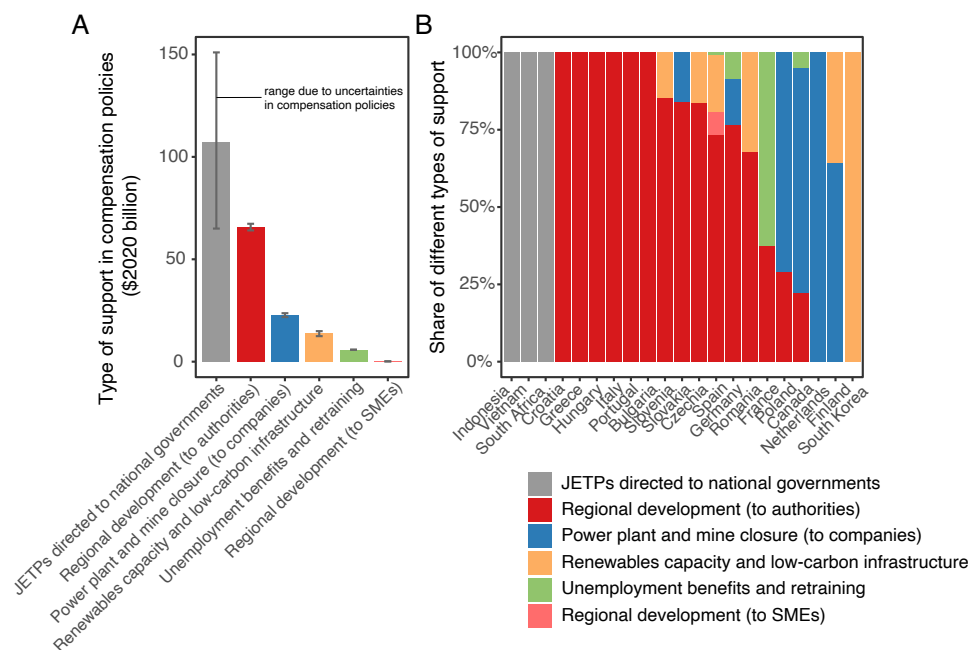 A
Type of support in compensation policies
($2020 billion)
150
100
50
0
range due to uncertainties
in compensation policies
JETPs directed to national governments
Regional development (to authorities)
Power plant and mine closure (to companies)
Renewables capacity and low-carbon infrastructure
Unemployment benefits and retraining
Regional development (to SMEs)
B
Share of different types of support
100%
75%
50%
25%
0%
Indonesia
Vietnam
South Africa
Croatia
Greece
Hungary
Italy
Portugal
Bulgaria
Slovenia
Slovakia
Czechia
Spain
Germany
Romania
France
Poland
Canada
Netherlands
Finland
South Korea
JETPs directed to national governments
Regional development (to authorities)
Power plant and mine closure (to companies)
Renewables capacity and low-carbon infrastructure
Unemployment benefits and retraining
Regional development (to SMEs)